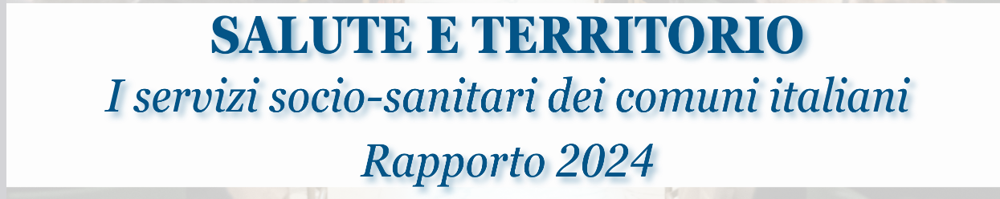 SALUTE E TERRITORIO
I servizi socio-sanitari dei comuni italiani
Rapporto 2024